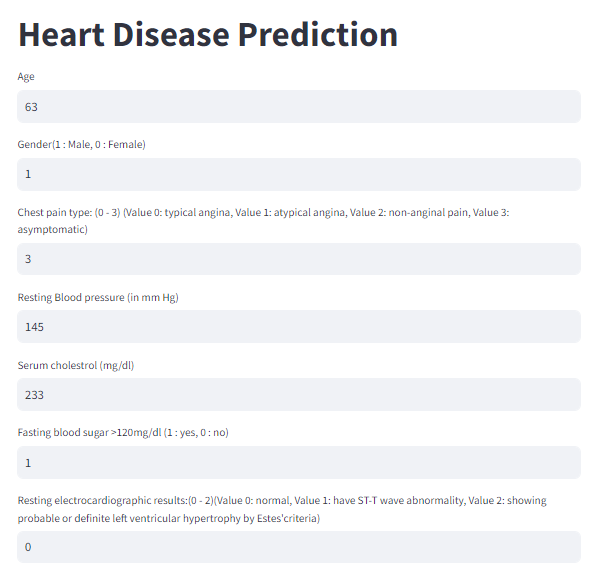 Heart Disease Prediction
Age
63
Gender(1 : Male, 0 : Female)
1
Chest pain type: (0 - 3) (Value 0: typical angina, Value 1: atypical angina, Value 2: non-anginal pain, Value 3:
asymptomatic)
3
Resting Blood pressure (in mm Hg)
145
Serum cholestrol (mg/dl)
233
Fasting blood sugar >120mg/dl (1 : yes, 0 : no)
1
Resting electrocardiographic results:(0 - 2)(Value 0: normal, Value 1: have ST-T wave abnormality, Value 2: showing
probable or definite left ventricular hypertrophy by Estes'criteria)
0